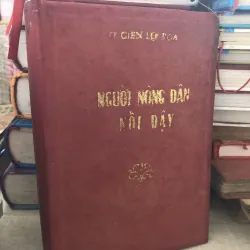 NGƯỜI NÔNG DÂN
NỔI DẬY